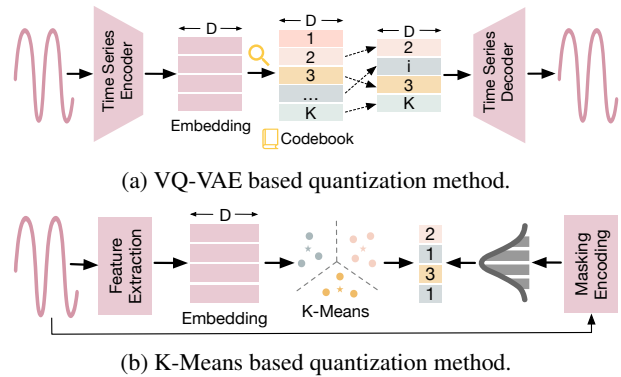 D
D
D
Time Series
Encoder
Embedding
1
2
3
...
K
Codebook
2
i
3
K
Time Series
Decoder
(a) VQ-VAE based quantization method.
D
Feature
Extraction
Embedding
K-Means
2
1
3
1
Masking
Encoding
(b) K-Means based quantization method.